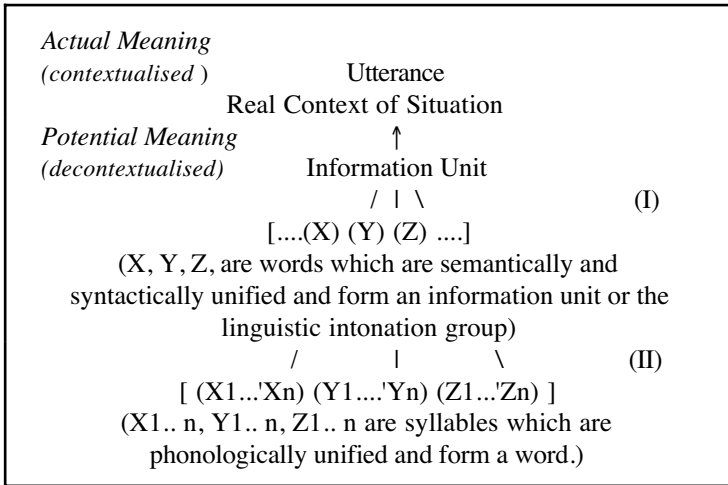 Actual Meaning
(contextualised ) Utterance
Real Context of Situation
Potential Meaning ↑
(decontextualised) Information Unit
/ | \ (I)
[....(X) (Y) (Z) ....]
(X, Y, Z, are words which are semantically and
syntactically unified and form an information unit or the
linguistic intonation group)
/ | \ (II)
[ (X1...'Xn) (Y1....'Yn) (Z1...'Zn) ]
(X1.. n, Y1.. n, Z1.. n are syllables which are
phonologically unified and form a word.)